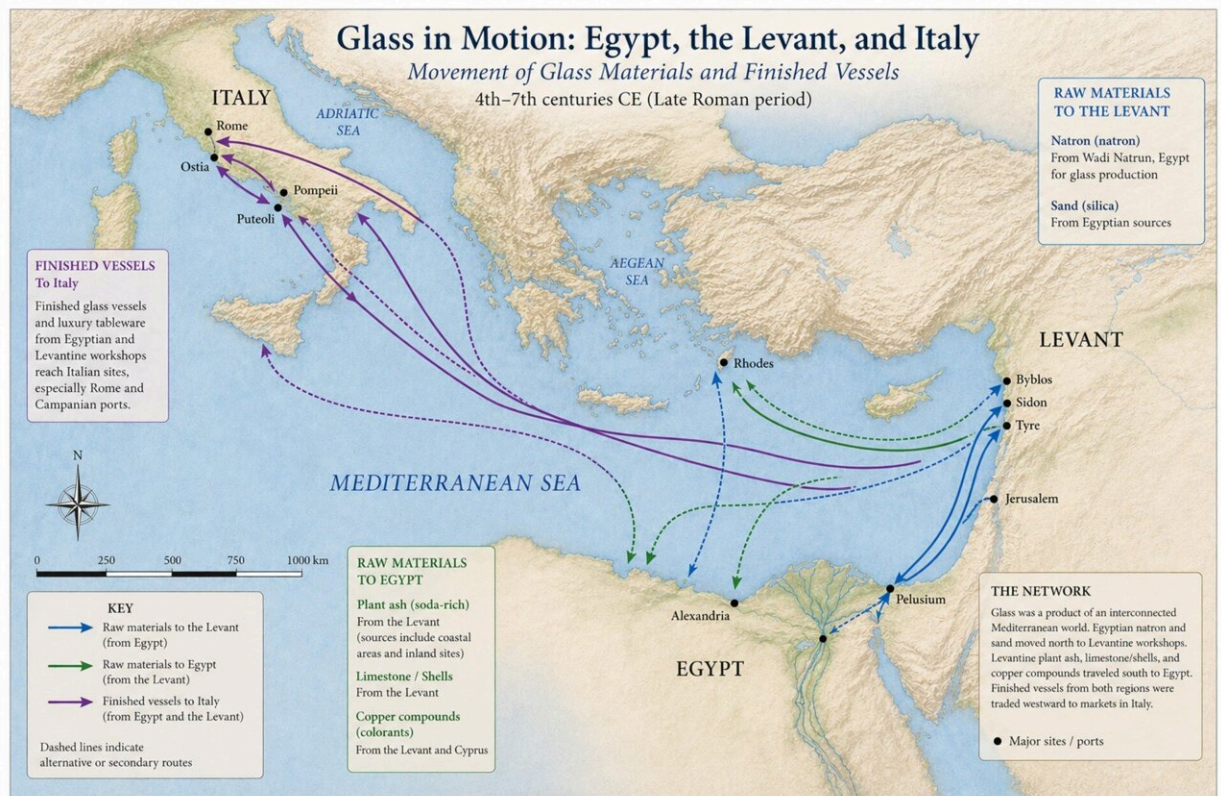 Glass in Motion: Egypt, the Levant, and Italy
Movement of Glass Materials and Finished Vessels
4th–7th centuries CE (Late Roman period)
ITALY
ADRIATIC
SEA
Rome
Ostia
Pompeii
Puteoli
AEGEAN
SEA
RAW MATERIALS
TO THE LEVANT
Natron (natron)
From Wadi Natrun, Egypt
for glass production
Sand (silica)
From Egyptian sources
FINISHED VESSELS
To Italy
Finished glass vessels
and luxury tableware
from Egyptian and
Levantine workshops
reach Italian sites,
especially Rome and
Campanian ports.
LEVANT
Rhodes
Byblos
Sidon
Tyre
Jerusalem
MEDITERRANEAN SEA
N
0 250 500 750 1000 km
KEY
Raw materials to the Levant
(from Egypt)
Raw materials to Egypt
(from the Levant)
Finished vessels to Italy
(from Egypt and the Levant)
Dashed lines indicate
alternative or secondary routes
RAW MATERIALS
TO EGYPT
Plant ash (soda-rich)
From the Levant
(sources include coastal
areas and inland sites)
Limestone / Shells
From the Levant
Copper compounds
(colorants)
From the Levant and Cyprus
Alexandria
Pelusium
EGYPT
THE NETWORK
Glass was a product of an interconnected
Mediterranean world. Egyptian natron and
sand moved north to Levantine workshops.
Levantine plant ash, limestone/shells, and
copper compounds traveled south to Egypt.
Finished vessels from both regions were
traded westward to markets in Italy.
Major sites / ports